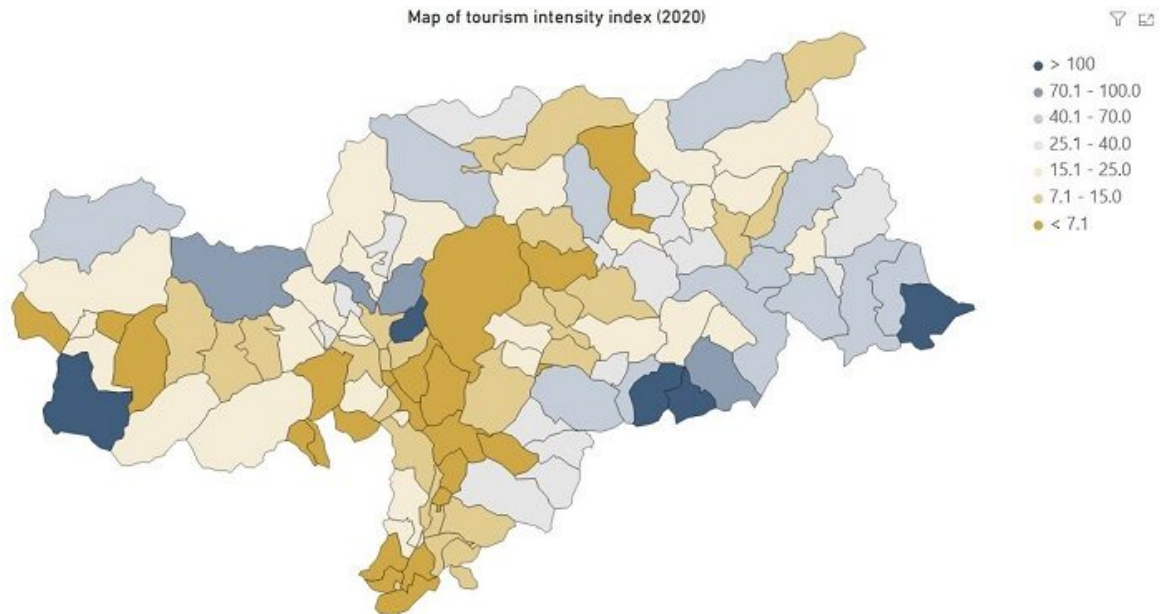 Map of tourism intensity index (2020)
> 100
70.1 - 100.0
40.1 - 70.0
25.1 - 40.0
15.1 - 25.0
7.1 - 15.0
< 7.1